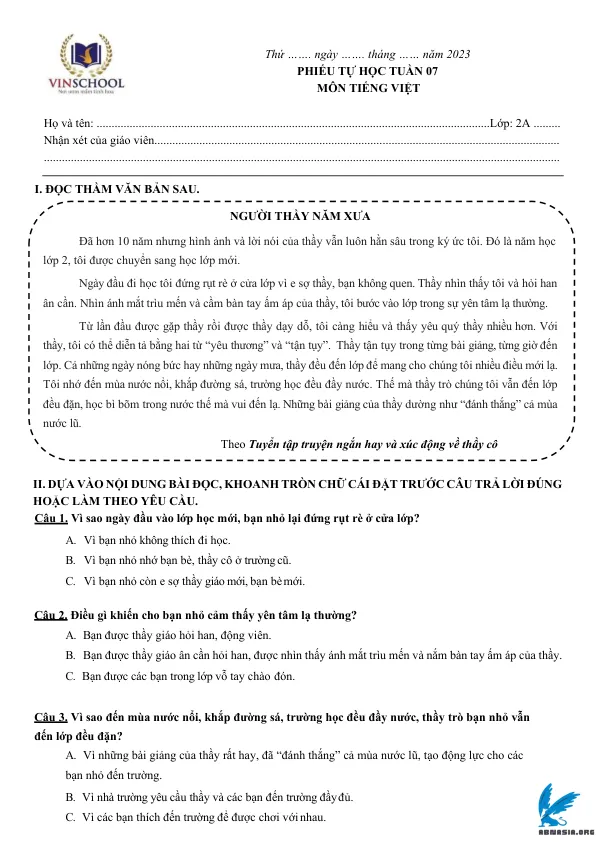 Thứ ……. ngày ……. tháng …… năm 2023
PHIẾU TỰ HỌC TUẦN 07
MÔN TIẾNG VIỆT
VINSCHOOL
Nơi ươm mầm tinh hoa
Họ và tên: ....................................................................................................................................Lớp: 2A .........
Nhận xét của giáo viên........................................................................................................................................
............................................................................................................................................................................
I. ĐỌC THẦM VĂN BẢN SAU.
NGƯỜI THẦY NĂM XƯA
Đã hơn 10 năm nhưng hình ảnh và lời nói của thầy vẫn luôn hằn sâu trong ký ức tôi. Đó là năm học
lớp 2, tôi được chuyển sang học lớp mới.
Ngày đầu đi học tôi đứng rụt rè ở cửa lớp vì e sợ thầy, bạn không quen. Thầy nhìn thấy tôi và hỏi han
ân cần. Nhìn ánh mắt trìu mến và cầm bàn tay ấm áp của thầy, tôi bước vào lớp trong sự yên tâm lạ thường.
Từ lần đầu được gặp thầy rồi được thầy dạy dỗ, tôi càng hiểu và thấy yêu quý thầy nhiều hơn. Với
thầy, tôi có thể diễn tả bằng hai từ “yêu thương” và “tận tụy”. Thầy tận tụy trong từng bài giảng, từng giờ đến
lớp. Cả những ngày nóng bức hay những ngày mưa, thầy đều đến lớp để mang cho chúng tôi nhiều điều mới lạ.
Tôi nhớ đến mùa nước nổi, khắp đường sá, trường học đều đầy nước. Thế mà thầy trò chúng tôi vẫn đến lớp
đều đặn, học bì bõm trong nước thế mà vui đến lạ. Những bài giảng của thầy dường như “đánh thắng” cả mùa
nước lũ.
Theo Tuyển tập truyện ngắn hay và xúc động về thầy cô
II. DỰA VÀO NỘI DUNG BÀI ĐỌC, KHOANH TRÒN CHỮ CÁI ĐẶT TRƯỚC CÂU TRẢ LỜI ĐÚNG
HOẶC LÀM THEO YÊU CẦU.
Câu 1. Vì sao ngày đầu vào lớp học mới, bạn nhỏ lại đứng rụt rè ở cửa lớp?
A. Vì bạn nhỏ không thích đi học.
B. Vì bạn nhỏ nhớ bạn bè, thầy cô ở trường cũ.
C. Vì bạn nhỏ còn e sợ thầy giáo mới, bạn bè mới.
Câu 2. Điều gì khiến cho bạn nhỏ cảm thấy yên tâm lạ thường?
A. Bạn được thầy giáo hỏi han, động viên.
B. Bạn được thầy giáo ân cần hỏi han, được nhìn thấy ánh mắt trìu mến và nắm bàn tay ấm áp của thầy.
C. Bạn được các bạn trong lớp vỗ tay chào đón.
Câu 3. Vì sao đến mùa nước nổi, khắp đường sá, trường học đều đầy nước, thầy trò bạn nhỏ vẫn
đến lớp đều đặn?
A. Vì những bài giảng của thầy rất hay, đã “đánh thắng” cả mùa nước lũ, tạo động lực cho các
bạn nhỏ đến trường.
B. Vì nhà trường yêu cầu thầy và các bạn đến trường đầy đủ.
C. Vì các bạn thích đến trường để được chơi với nhau.
ABNASIA.ORG